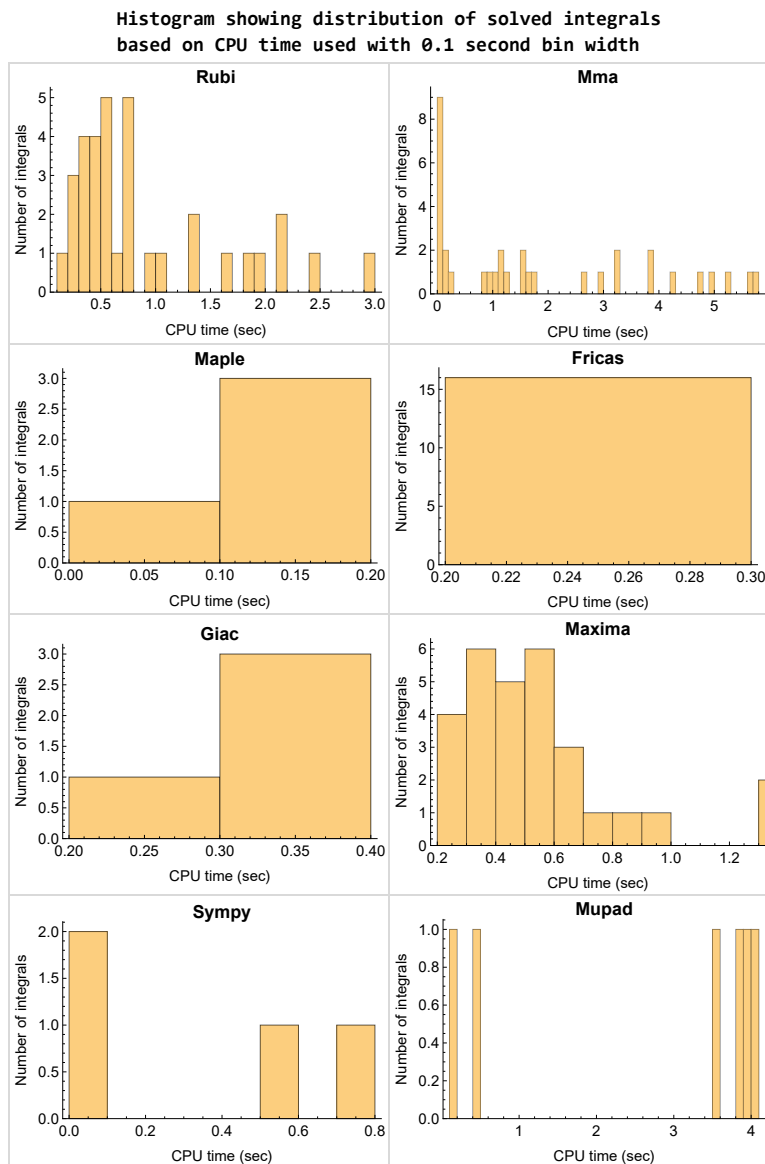 Histogram showing distribution of solved integrals
based on CPU time used with 0.1 second bin width
Rubi
Number of integrals
5
4
3
2
1
0
0.5 1.0 1.5 2.0 2.5 3.0
CPU time (sec)
Mma
Number of integrals
8
6
4
2
0
0 1 2 3 4 5
CPU time (sec)
Maple
Number of integrals
3.0
2.5
2.0
1.5
1.0
0.5
0.0
0.00 0.05 0.10 0.15 0.20
CPU time (sec)
Fricas
Number of integrals
15
10
5
0
0.20 0.22 0.24 0.26 0.28 0.30
CPU time (sec)
Giac
Number of integrals
3.0
2.5
2.0
1.5
1.0
0.5
0.0
0.20 0.25 0.30 0.35 0.40
CPU time (sec)
Maxima
Number of integrals
6
5
4
3
2
1
0
0.2 0.4 0.6 0.8 1.0 1.2
CPU time (sec)
Sympy
Number of integrals
2.0
1.5
1.0
0.5
0.0
0.0 0.2 0.4 0.6 0.8
CPU time (sec)
Mupad
Number of integrals
1.0
0.8
0.6
0.4
0.2
0.0
1 2 3 4
CPU time (sec)